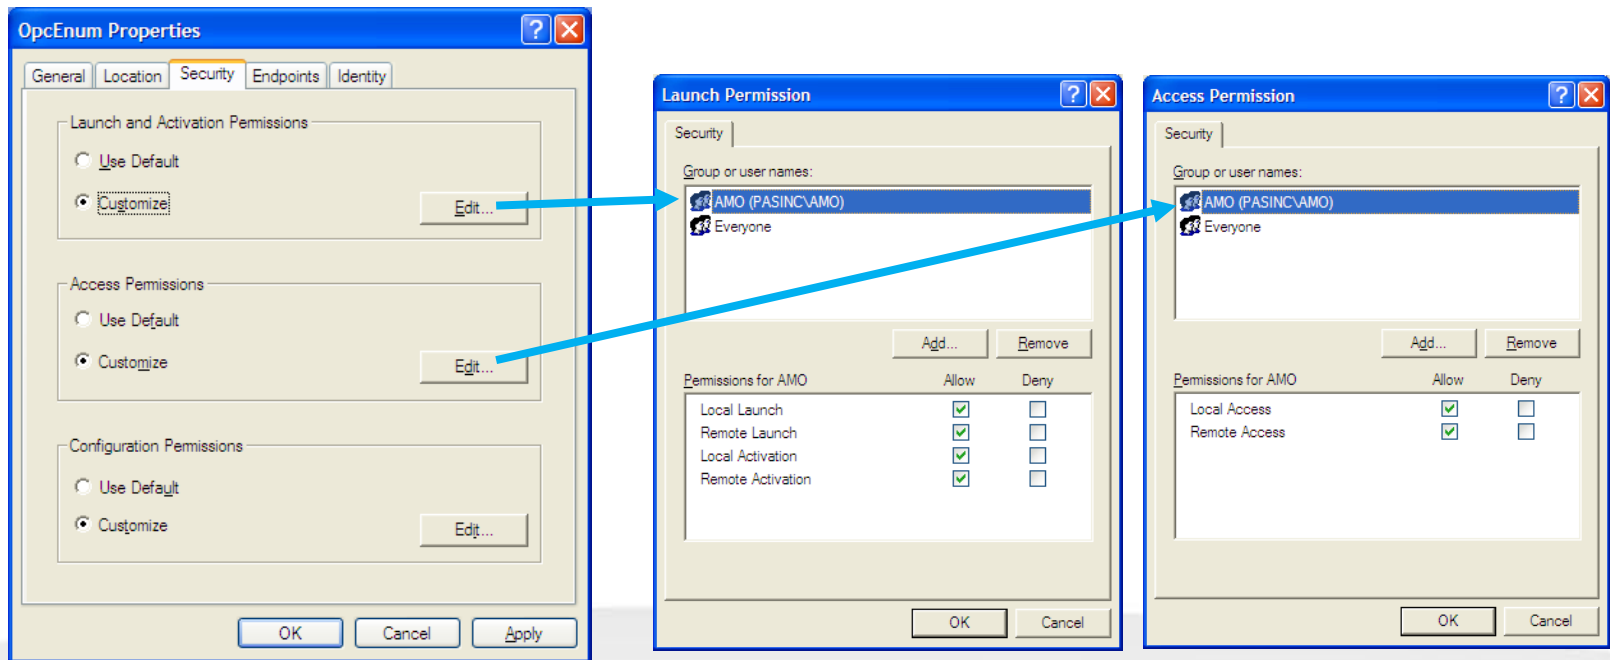 OpcEnum Properties
General Location Security Endpoints Identity
Launch and Activation Permissions
Use Default
Customize
Edit...
Access Permissions
Use Default
Customize
Edit...
Configuration Permissions
Use Default
Customize
Edit...
OK Cancel Apply
Launch Permission
Security
Group or user names:
AMO (PASINC\AMO)
Everyone
Add... Remove
Permissions for AMO Allow Deny
Local Launch
Remote Launch
Local Activation
Remote Activation
OK Cancel
Access Permission
Security
Group or user names:
AMO (PASINC\AMO)
Everyone
Add... Remove
Permissions for AMO Allow Deny
Local Access
Remote Access
OK Cancel